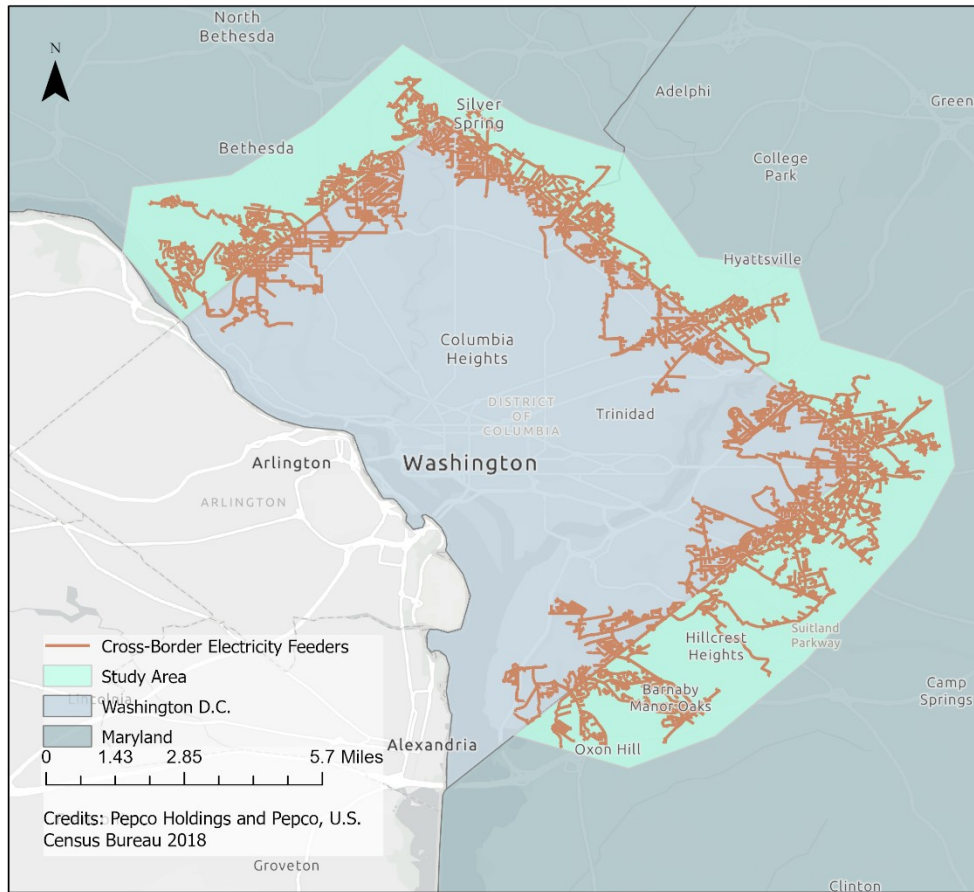 North
Bethesda
N
Silver
Spring
Adelphi
Green
Bethesda
College
Park
Hyattsville
Columbia
Heights
DISTRICT
OF
COLUMBIA
Trinidad
Arlington
Washington
ARLINGTON
Cross-Border Electricity Feeders
Study Area
Lincolnia
Washington D.C.
Maryland
0 1.43 2.85 5.7 Miles
Credits: Pepco Holdings and Pepco, U.S.
Census Bureau 2018
Hillcrest
Heights
Suitland
Parkway
Barnaby
Manor Oaks
Camp
Springs
Alexandria
Oxon Hill
Groveton
Clinton